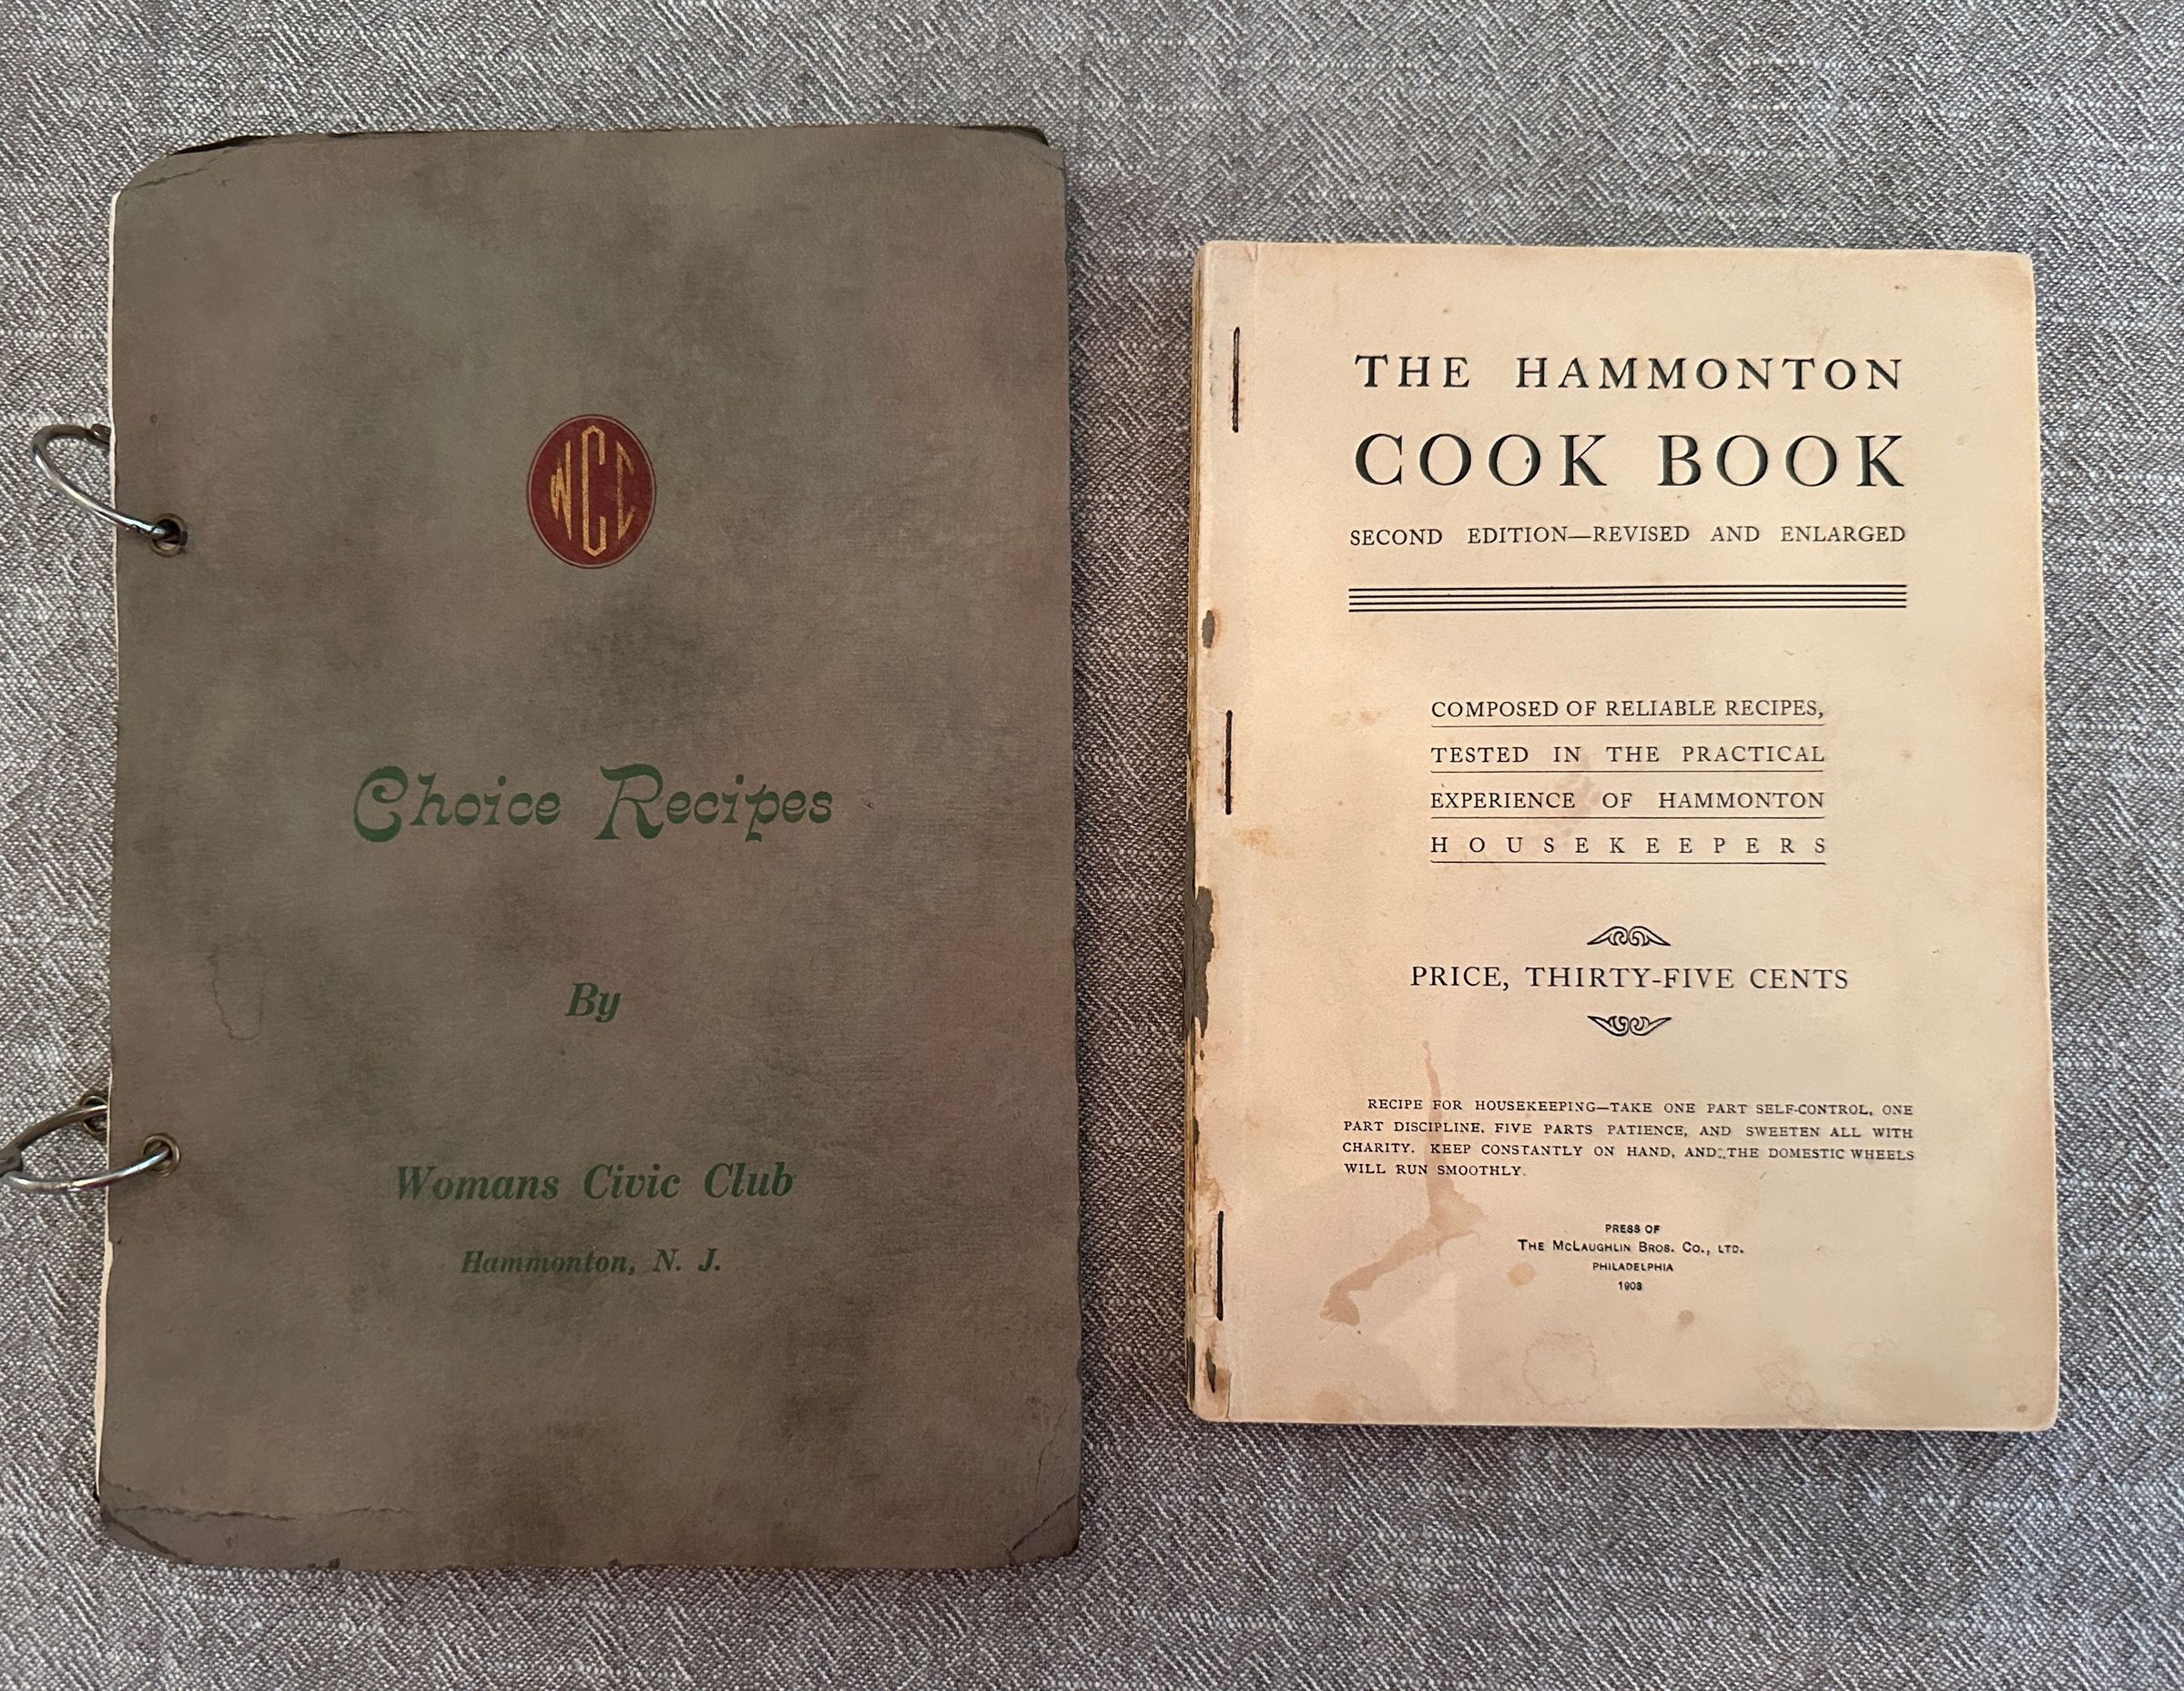 WCC
Choice Recipes
By
Womans Civic Club
Hammonton, N. J.
THE HAMMONTON
COOK BOOK
SECOND EDITION—REVISED AND ENLARGED
COMPOSED OF RELIABLE RECIPES,
TESTED IN THE PRACTICAL
EXPERIENCE OF HAMMONTON
HOUSEKEEPERS
PRICE, THIRTY-FIVE CENTS
RECIPE FOR HOUSEKEEPING—TAKE ONE PART SELF-CONTROL, ONE
PART DISCIPLINE, FIVE PARTS PATIENCE, AND SWEETEN ALL WITH
CHARITY. KEEP CONSTANTLY ON HAND, AND THE DOMESTIC WHEELS
WILL RUN SMOOTHLY.
PRESS OF
THE MCLAUGHLIN BROS. CO., LTD.
PHILADELPHIA
1903